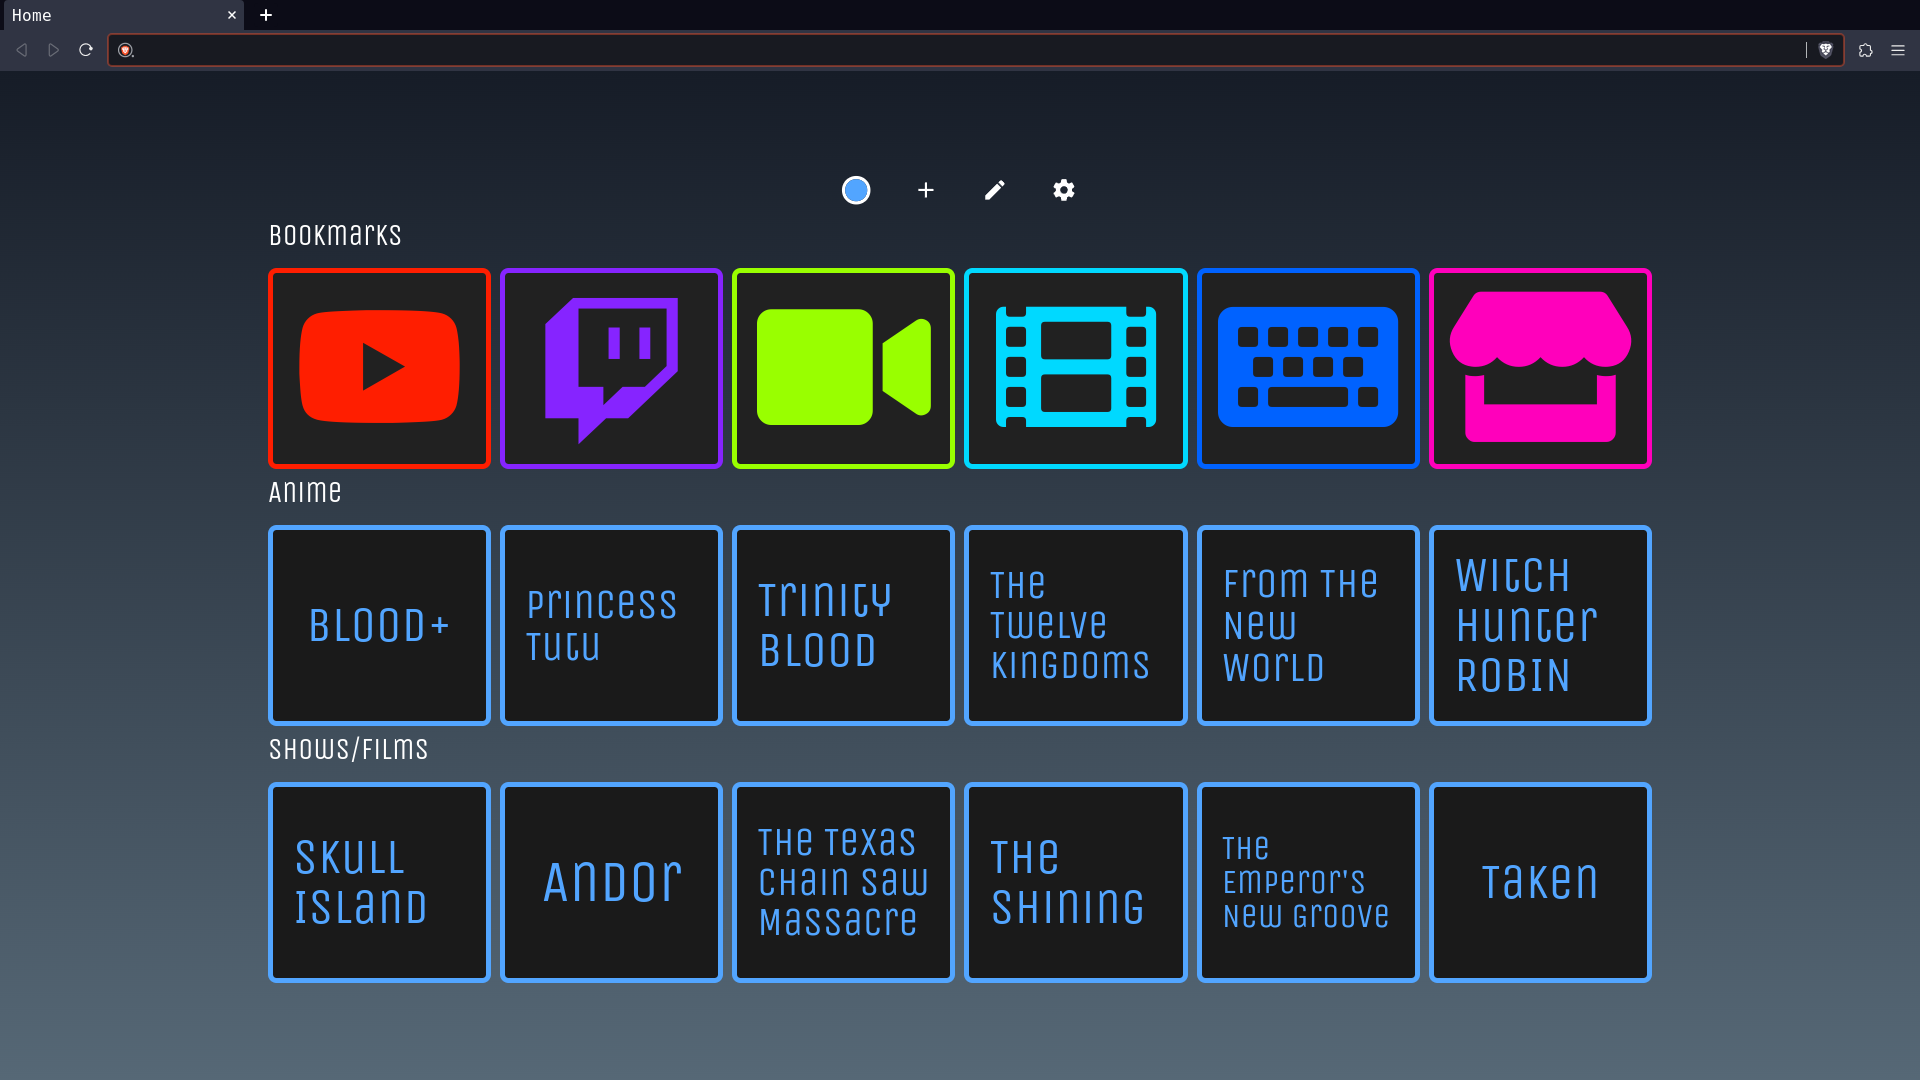 Home
Bookmarks
Anime
BLOOD+
Princess
Tutu
Trinity
BLOOD
The
Twelve
Kingdoms
From The
New
World
Witch
Hunter
ROBIN
Shows/Films
Skull
Island
Andor
The Texas
Chain Saw
Massacre
The
Shining
The
Emperor's
New Groove
Taken